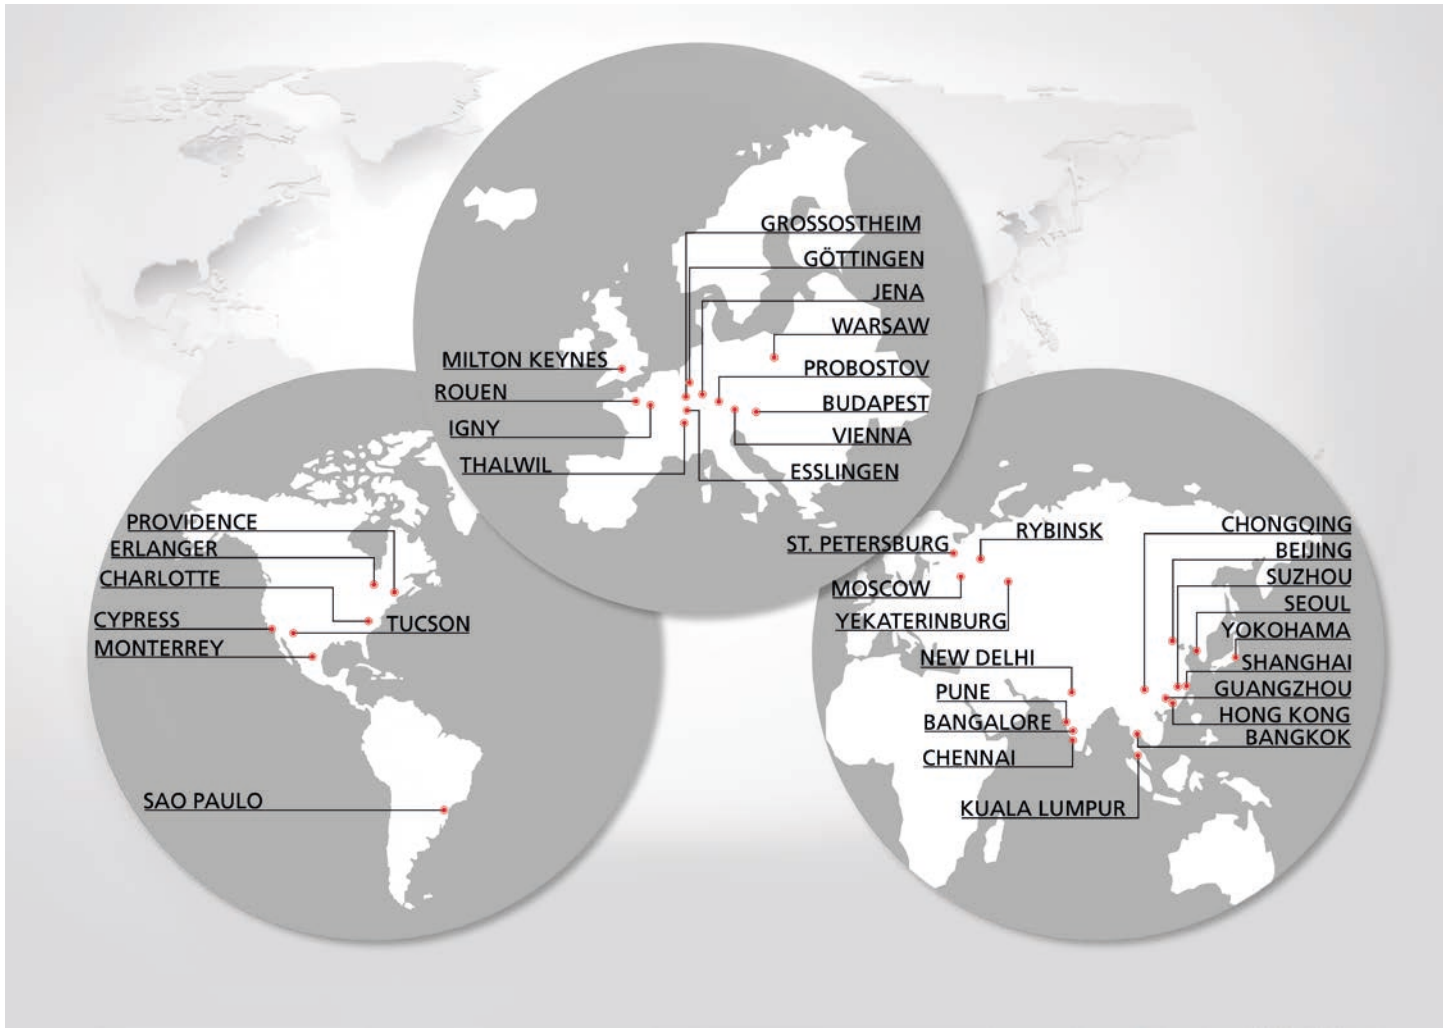 GROSSOSTHEIM
GÖTTINGEN
JENA
WARSAW
MILTON KEYNES
PROBOSTOV
ROUEN
BUDAPEST
IGNY
VIENNA
THALWIL
ESSLINGEN
PROVIDENCE
ERLANGER
CHARLOTTE
CYPRESS
TUCSON
MONTERREY
SAO PAULO
ST. PETERSBURG
RYBINSK
MOSCOW
YEKATERINBURG
NEW DELHI
PUNE
BANGALORE
CHENNAI
KUALA LUMPUR
CHONGQING
BEIJING
SUZHOU
SEOUL
YOKOHAMA
SHANGHAI
GUANGZHOU
HONG KONG
BANGKOK